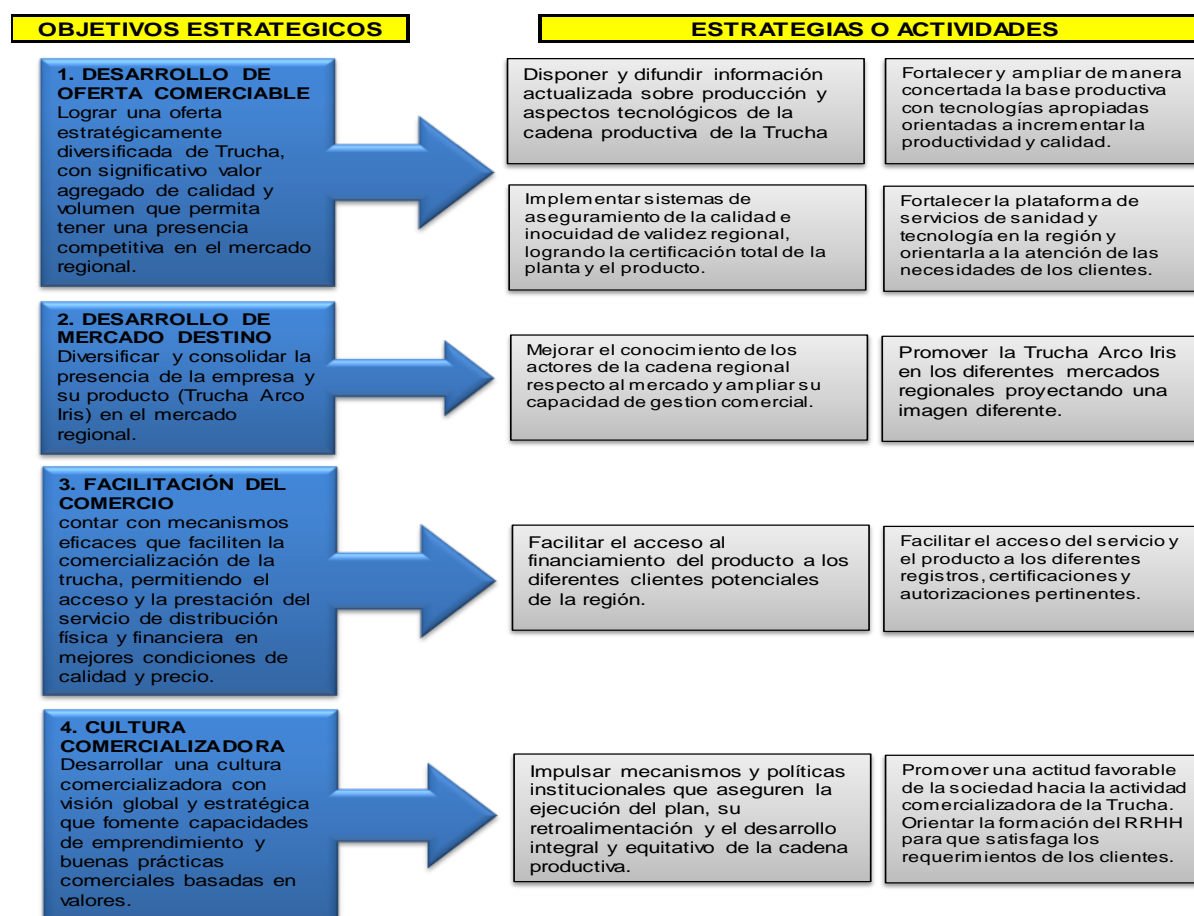 OBJETIVOS ESTRATEGICOS
ESTRATEGIAS O ACTIVIDADES
1. DESARROLLO DE
OFERTA COMERCIABLE
Lograr una oferta
estratégicamente
diversificada de Trucha,
con significativo valor
agregado de calidad y
volumen que permita
tener una presencia
competitiva en el mercado
regional.
Disponer y difundir información
actualizada sobre producción y
aspectos tecnológicos de la
cadena productiva de la Trucha
Fortalecer y ampliar de manera
concertada la base productiva
con tecnologías apropiadas
orientadas a incrementar la
productividad y calidad.
Implementar sistemas de
aseguramiento de la calidad e
inocuidad de validez regional,
logrando la certificación total de la
planta y el producto.
Fortalecer la plataforma de
servicios de sanidad y
tecnología en la región y
orientarla a la atención de las
necesidades de los clientes.
2. DESARROLLO DE
MERCADO DESTINO
Diversificar y consolidar la
presencia de la empresa y
su producto (Trucha Arco
Iris) en el mercado
regional.
Mejorar el conocimiento de los
actores de la cadena regional
respecto al mercado y ampliar su
capacidad de gestion comercial.
Promover la Trucha Arco Iris
en los diferentes mercados
regionales proyectando una
imagen diferente.
3. FACILITACIÓN DEL
COMERCIO
contar con mecanismos
eficaces que faciliten la
comercialización de la
trucha, permitiendo el
acceso y la prestación del
servicio de distribución
física y financiera en
mejores condiciones de
calidad y precio.
Facilitar el acceso al
financiamiento del producto a los
diferentes clientes potenciales
de la región.
Facilitar el acceso del servicio y
el producto a los diferentes
registros, certificaciones y
autorizaciones pertinentes.
4. CULTURA
COMERCIALIZADORA
Desarrollar una cultura
comercializadora con
visión global y estratégica
que fomente capacidades
de emprendimiento y
buenas prácticas
comerciales basadas en
valores.
Impulsar mecanismos y políticas
institucionales que aseguren la
ejecución del plan, su
retroalimentación y el desarrollo
integral y equitativo de la cadena
productiva.
Promover una actitud favorable
de la sociedad hacia la actividad
comercializadora de la Trucha.
Orientar la formación del RRHH
para que satisfaga los
requerimientos de los clientes.